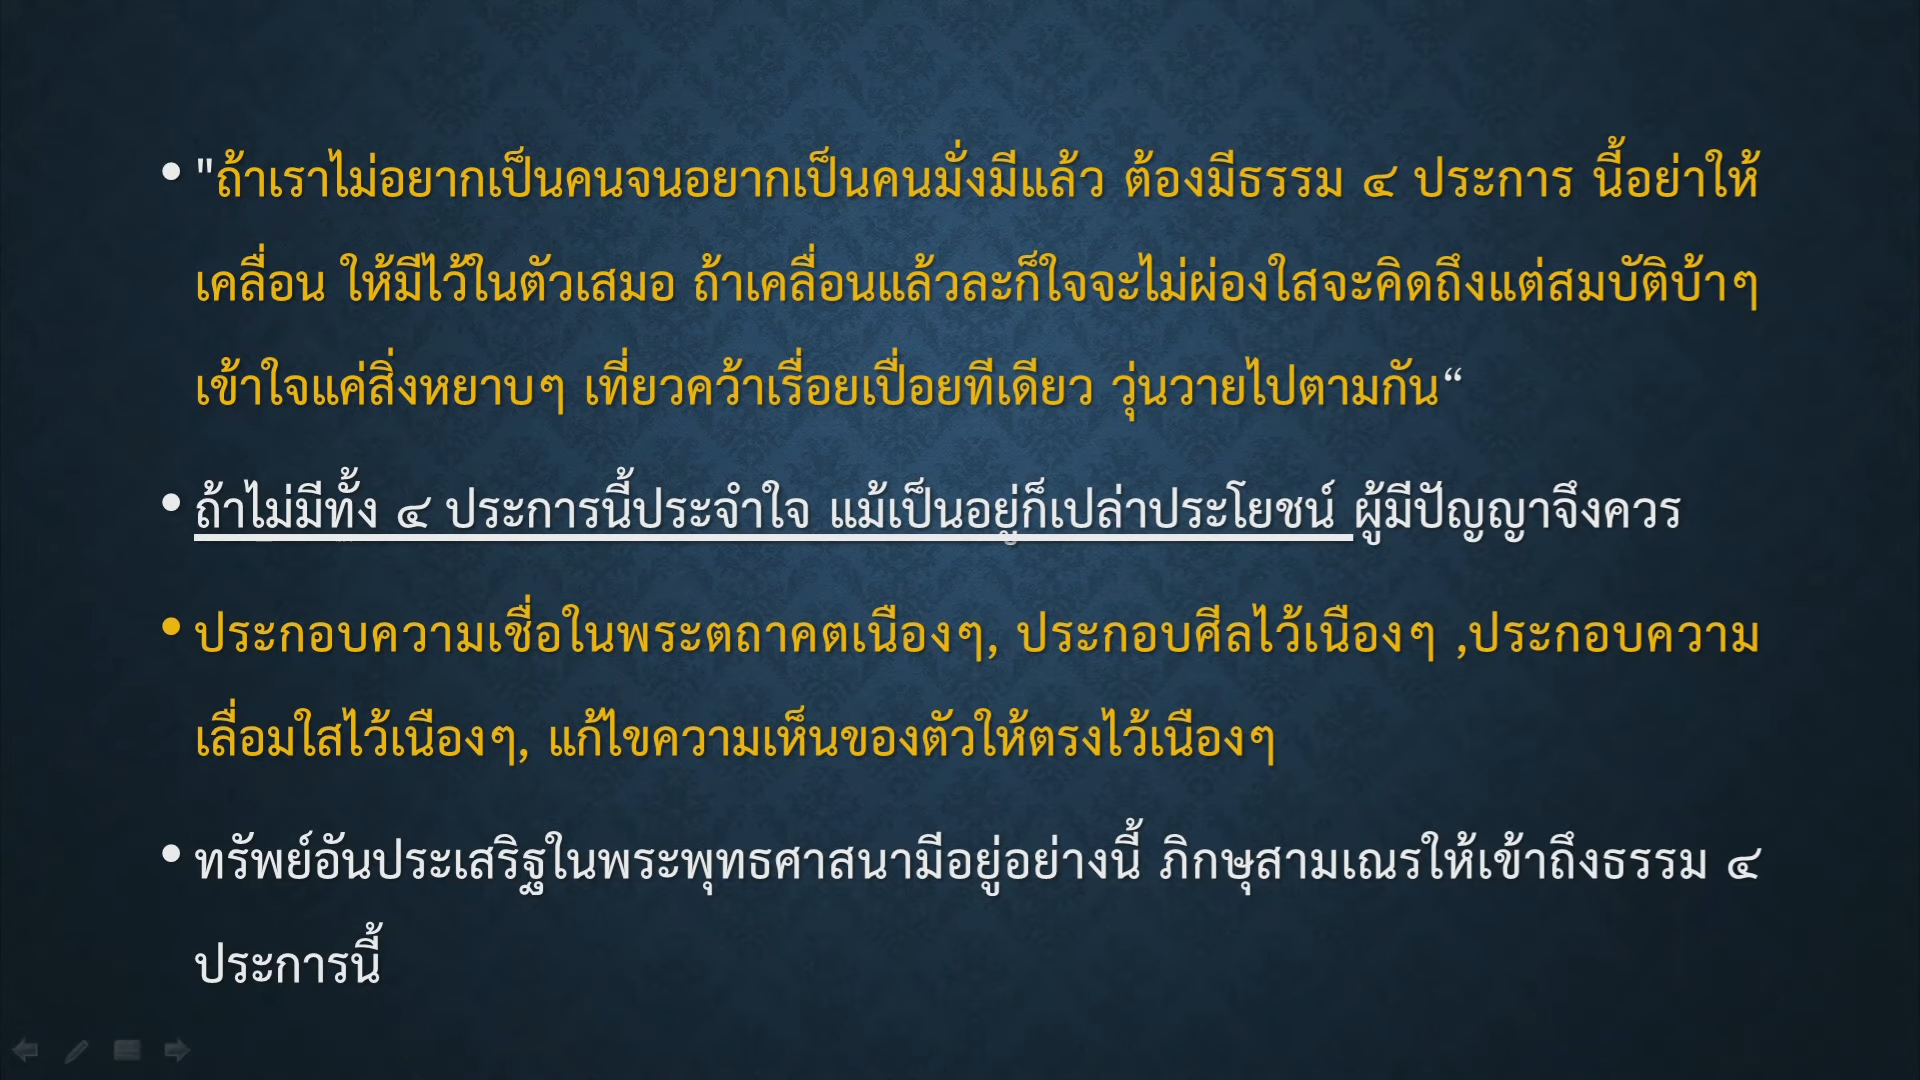 • "ถ้าเราไม่อยากเป็นคนจนอยากเป็นคนมั่งมีแล้ว ต้องมีธรรม ๔ ประการ นี้อย่าให้
เคลื่อน ให้มีไว้ในตัวเสมอ ถ้าเคลื่อนแล้วละก็ใจจะไม่ผ่องใสจะคิดถึงแต่สมบัติบ้าๆ
เข้าใจแค่สิ่งหยาบๆ เที่ยวคว้าเรื่อยเปื่อยทีเดียว วุ่นวายไปตามกัน“
• ถ้าไม่มีทั้ง ๔ ประการนี้ประจำใจ แม้เป็นอยู่ก็เปล่าประโยชน์ ผู้มีปัญญาจึงควร
• ประกอบความเชื่อในพระตถาคตเนืองๆ, ประกอบศีลไว้เนืองๆ ,ประกอบความ
เลื่อมใสไว้เนืองๆ, แก้ไขความเห็นของตัวให้ตรงไว้เนืองๆ
• ทรัพย์อันประเสริฐในพระพุทธศาสนามีอยู่อย่างนี้ ภิกษุสามเณรให้เข้าถึงธรรม ๔
ประการนี้